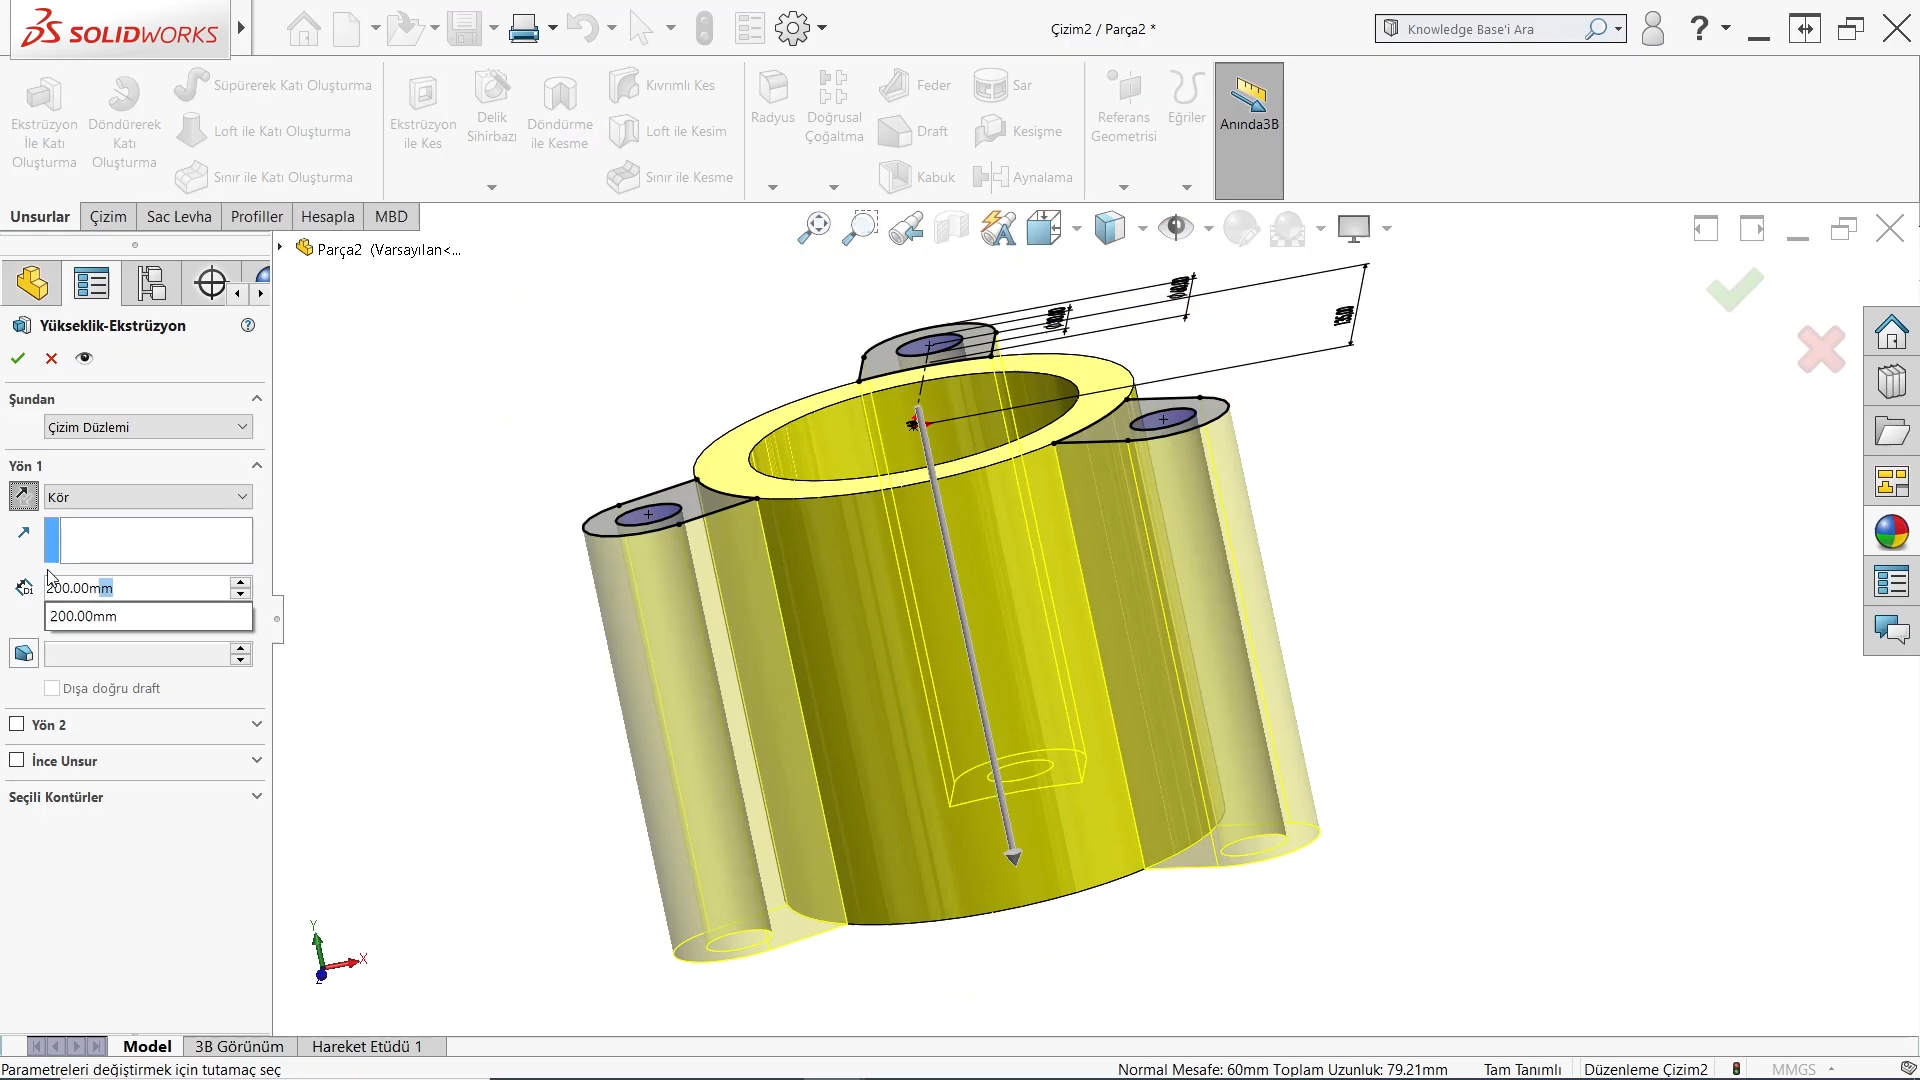 SOLIDWORKS
Çizim2 / Parça2 *
Knowledge Base'i Ara
?
Ekstrüzyon İle Katı Oluşturma
Döndürerek Katı Oluşturma
Süpürerek Katı Oluşturma
Loft ile Katı Oluşturma
Sınır ile Katı Oluşturma
Ekstrüzyon ile Kes
Delik Sihirbazı
Döndürme ile Kesme
Kıvrımlı Kes
Loft ile Kesim
Sınır ile Kesme
Radyus
Doğrusal Çoğaltma
Feder
Draft
Kabuk
Sar
Kesişme
Aynalama
Referans Geometrisi
Eğriler
Anında3B
Unsurlar
Çizim
Sac Levha
Profiller
Hesapla
MBD
Parça2 (Varsayılan<...
Yükseklik-Ekstrüzyon
Şundan
Çizim Düzlemi
Yön 1
Kör
200.00mm
200.00mm
Dışa doğru draft
Yön 2
İnce Unsur
Seçili Kontürler
Y
X
Z
Model
3B Görünüm
Hareket Etüdü 1
Parametreleri değiştirmek için tutamaç seç
Normal Mesafe: 60mm Toplam Uzunluk: 79.21mm
Tam Tanımlı
Düzenleme Çizim2
MMGS